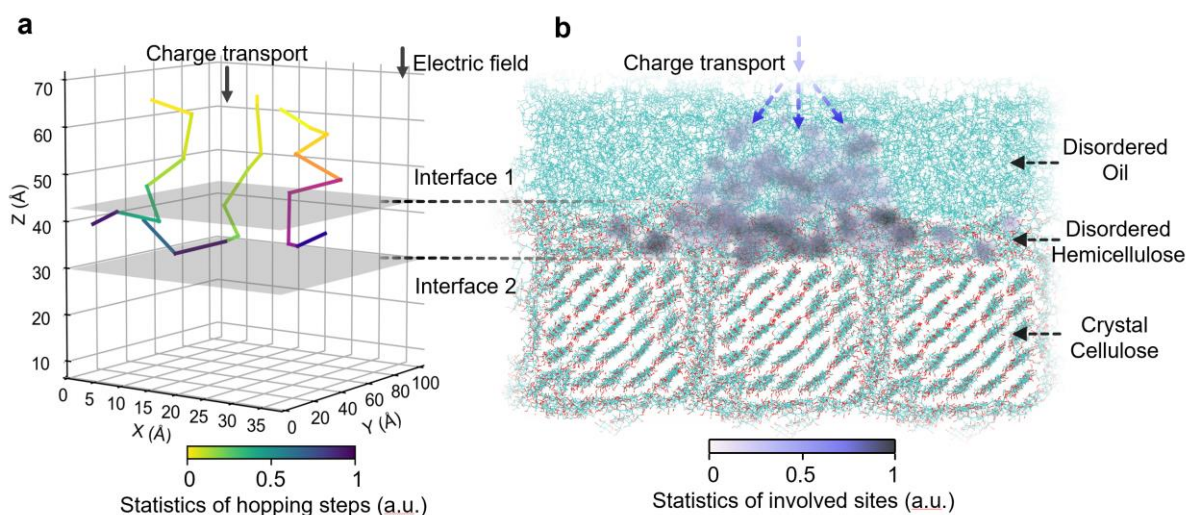 a
Charge transport
Electric field
70
60
50
40
30
20
10
Z (Å)
Interface 1
Interface 2
0 5 10 15 20 25 30 35
X (Å)
0 20 40 60 80 100
Y (Å)
0 0.5 1
Statistics of hopping steps (a.u.)
b
Charge transport
Disordered
Oil
Disordered
Hemicellulose
Crystal
Cellulose
0 0.5 1
Statistics of involved sites (a.u.)